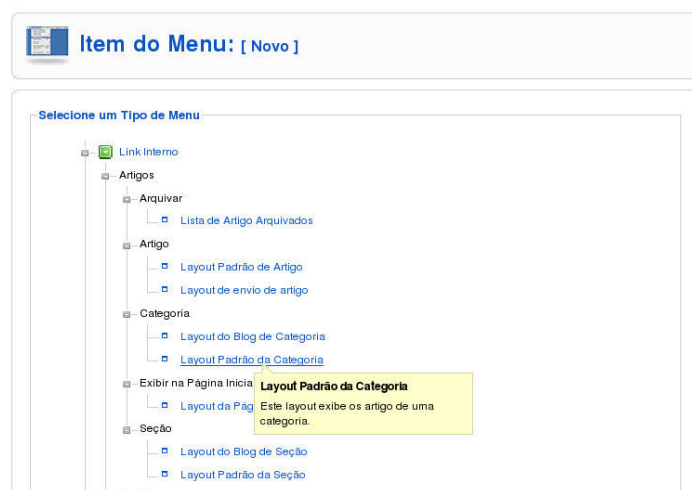 Item do Menu: [ Novo ]
Selecione um Tipo de Menu
Link Interno
Artigos
Arquivar
Lista de Artigo Arquivados
Artigo
Layout Padrão de Artigo
Layout de envio de artigo
Categoria
Layout do Blog de Categoria
Layout Padrão da Categoria
Exibir na Página Inicia
Layout Padrão da Categoria
Layout da Pág
Este layout exibe os artigo de uma
categoria.
Seção
Layout do Blog de Seção
Layout Padrão da Seção